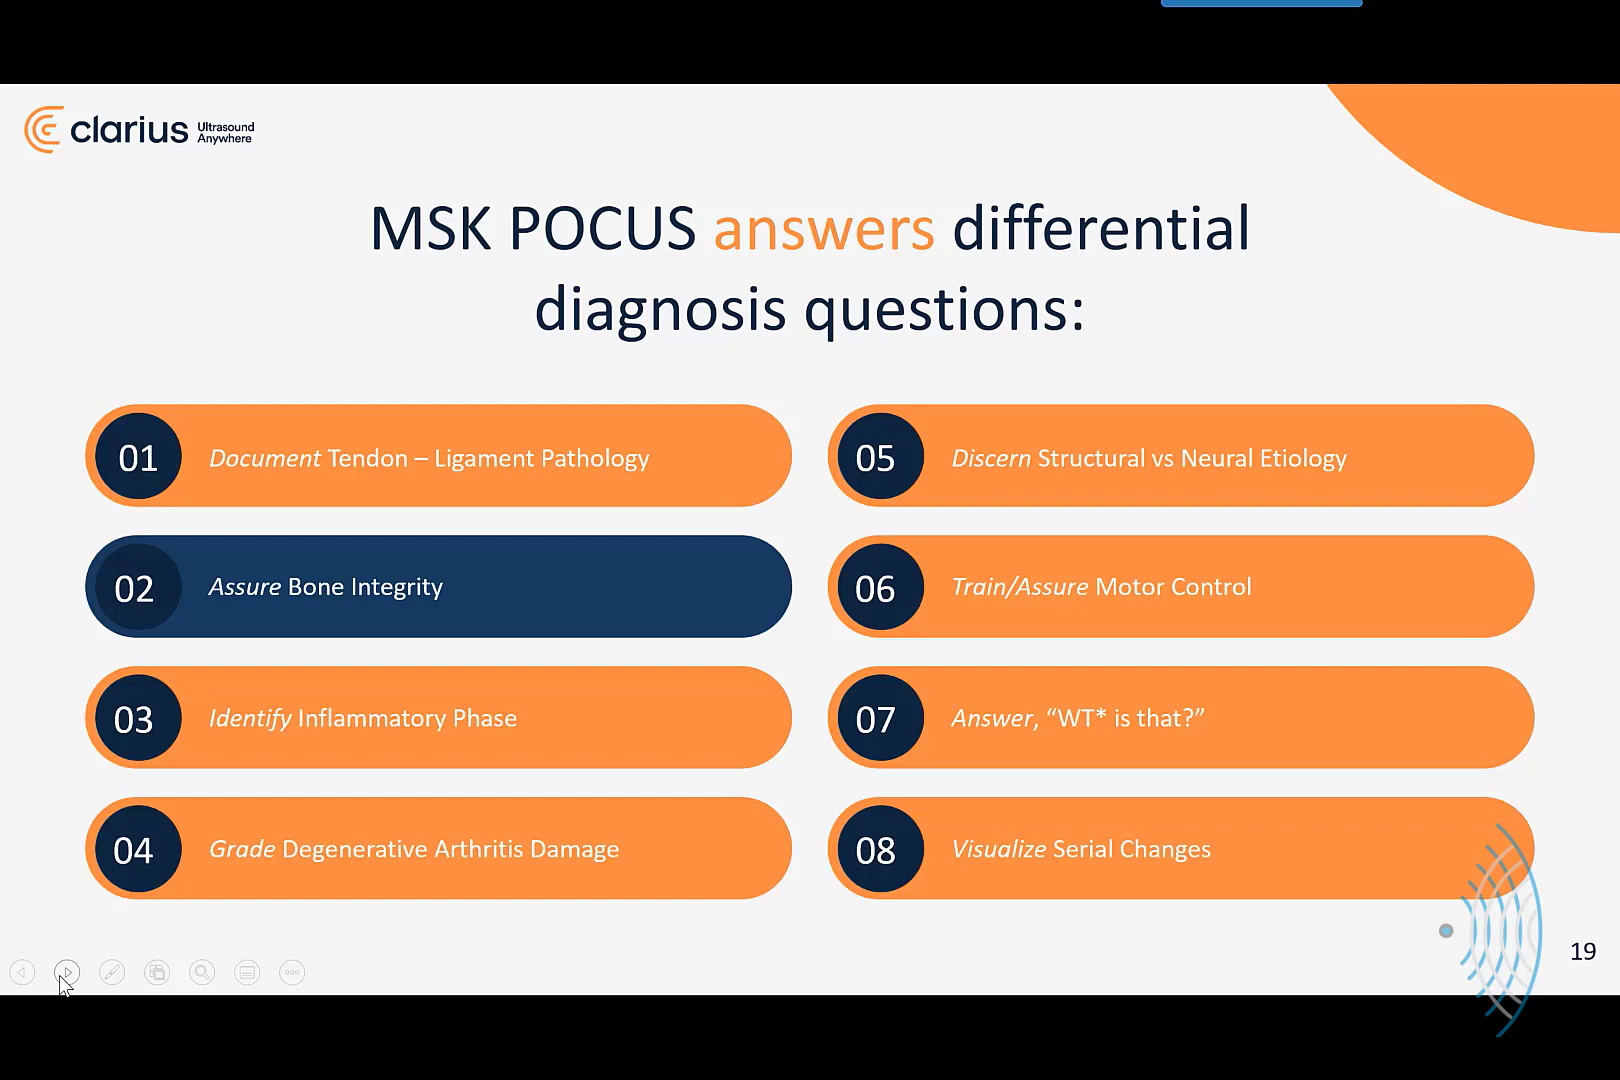 clarius Ultrasound
Anywhere
MSK POCUS answers differential
diagnosis questions:
01 Document Tendon – Ligament Pathology
02 Assure Bone Integrity
03 Identify Inflammatory Phase
04 Grade Degenerative Arthritis Damage
05 Discern Structural vs Neural Etiology
06 Train/Assure Motor Control
07 Answer, “WT* is that?”
08 Visualize Serial Changes
19